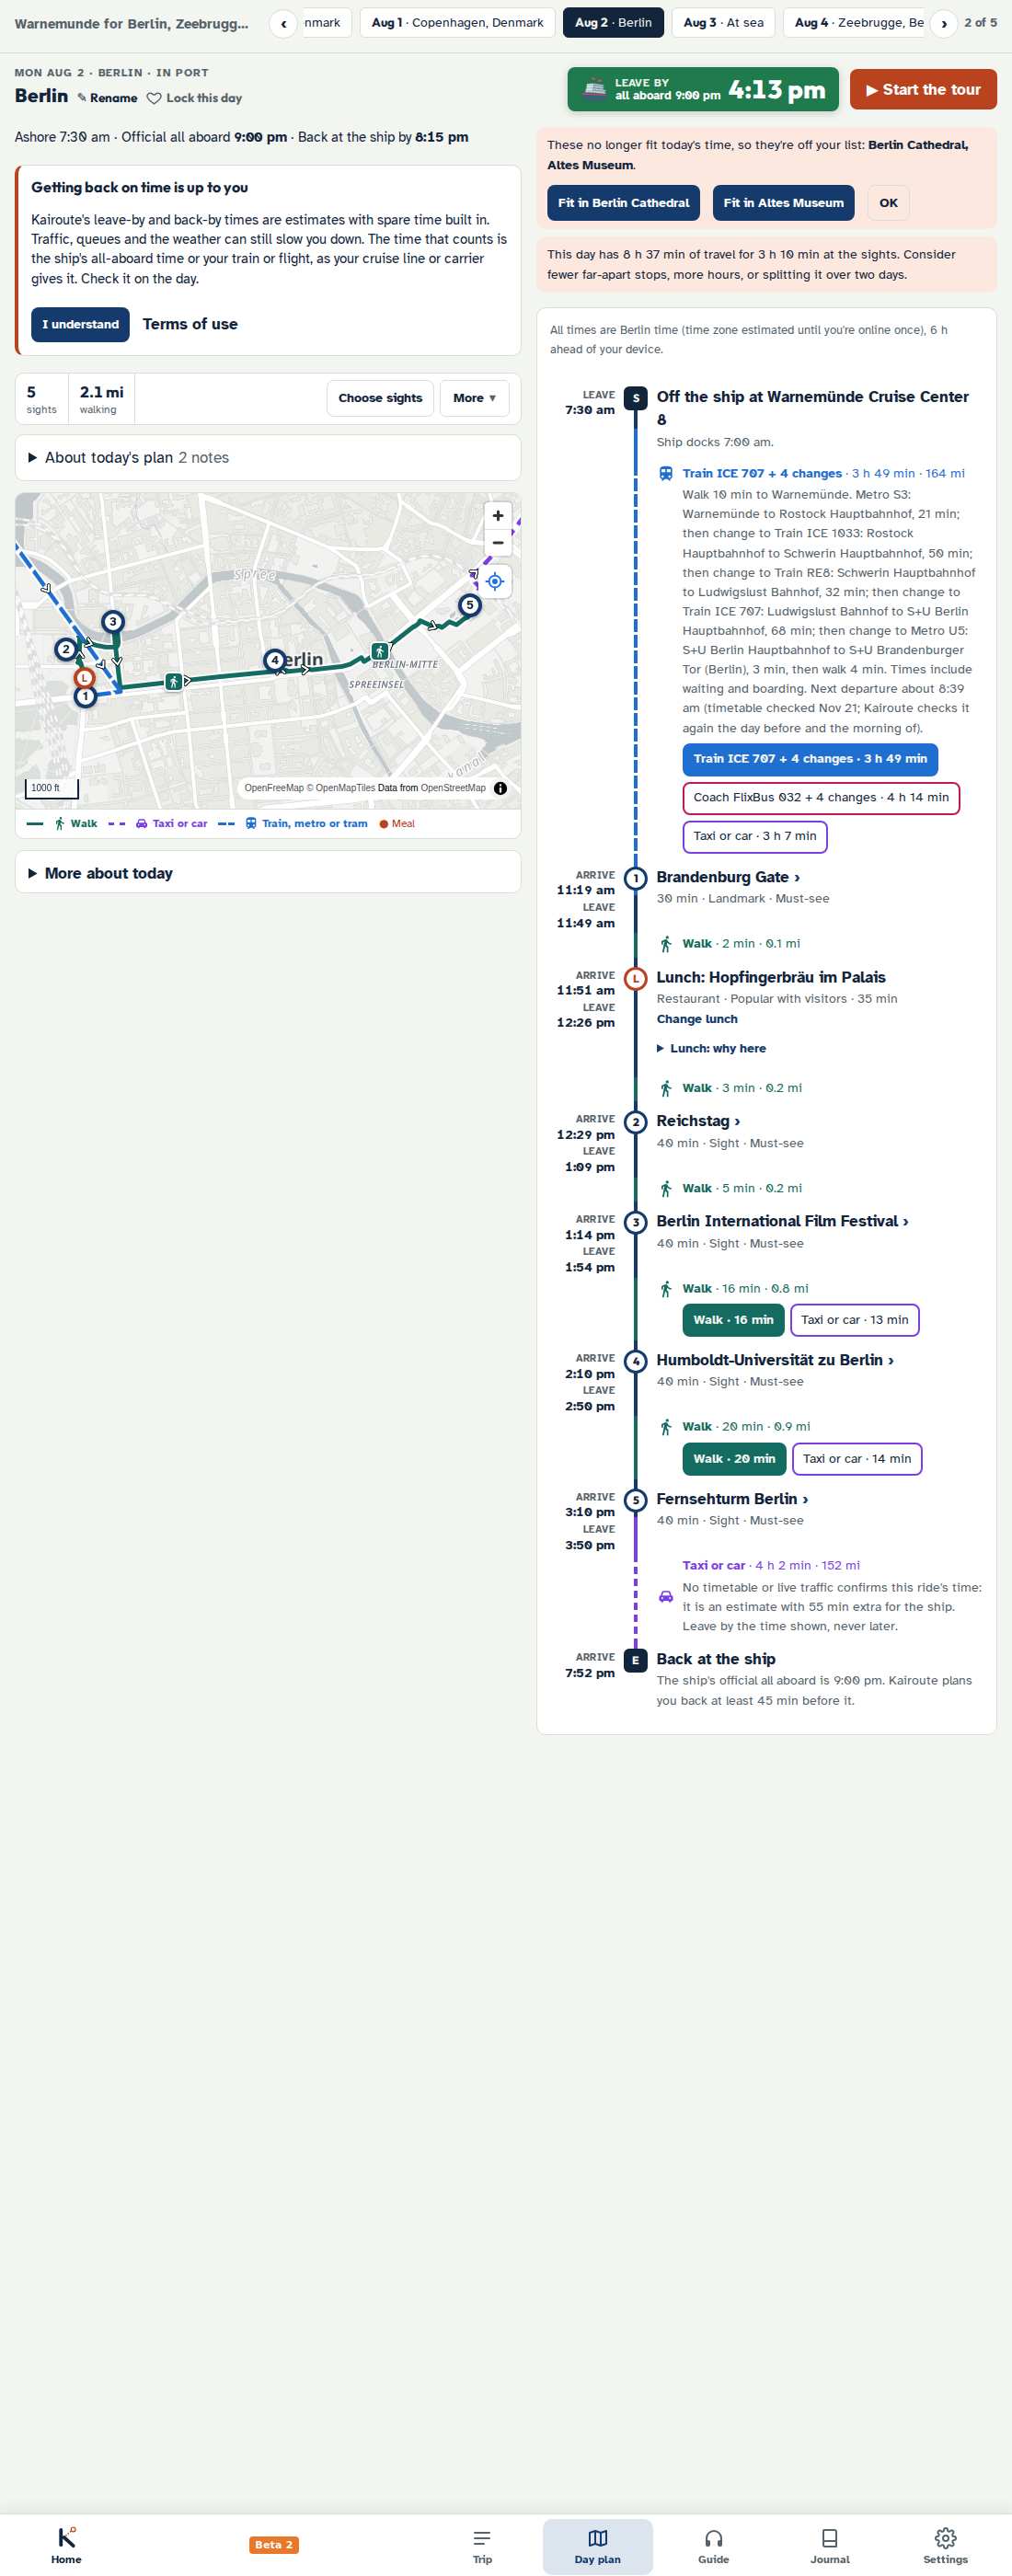 Warnemunde for Berlin, Zeebrugg...
‹
nmark
Aug 1 · Copenhagen, Denmark
Aug 2 · Berlin
Aug 3 · At sea
Aug 4 · Zeebrugge, Be
›
2 of 5
MON AUG 2 · BERLIN · IN PORT
Berlin ✎ Rename Lock this day
LEAVE BY
all aboard 9:00 pm
4:13 pm
▶ Start the tour
Ashore 7:30 am · Official all aboard 9:00 pm · Back at the ship by 8:15 pm
Getting back on time is up to you
Kairoute's leave-by and back-by times are estimates with spare time built in.
Traffic, queues and the weather can still slow you down. The time that counts is
the ship's all-aboard time or your train or flight, as your cruise line or carrier
gives it. Check it on the day.
I understand
Terms of use
5
sights
2.1 mi
walking
Choose sights
More ▼
▶ About today's plan 2 notes
Spree
Berlin
BERLIN-MITTE
SPREEINSEL
anal
1
2
3
4
5
L
+
−
1000 ft
OpenFreeMap © OpenMapTiles Data from OpenStreetMap
Walk
Taxi or car
Train, metro or tram
Meal
▶ More about today
These no longer fit today's time, so they're off your list: Berlin Cathedral,
Altes Museum.
Fit in Berlin Cathedral
Fit in Altes Museum
OK
This day has 8 h 37 min of travel for 3 h 10 min at the sights. Consider
fewer far-apart stops, more hours, or splitting it over two days.
All times are Berlin time (time zone estimated until you're online once), 6 h
ahead of your device.
LEAVE
7:30 am
S
Off the ship at Warnemünde Cruise Center
8
Ship docks 7:00 am.
Train ICE 707 + 4 changes · 3 h 49 min · 164 mi
Walk 10 min to Warnemünde. Metro S3:
Warnemünde to Rostock Hauptbahnhof, 21 min;
then change to Train ICE 1033: Rostock
Hauptbahnhof to Schwerin Hauptbahnhof, 50 min;
then change to Train RE8: Schwerin Hauptbahnhof
to Ludwigslust Bahnhof, 32 min; then change to
Train ICE 707: Ludwigslust Bahnhof to S+U Berlin
Hauptbahnhof, 68 min; then change to Metro U5:
S+U Berlin Hauptbahnhof to S+U Brandenburger
Tor (Berlin), 3 min, then walk 4 min. Times include
waiting and boarding. Next departure about 8:39
am (timetable checked Nov 21; Kairoute checks it
again the day before and the morning of).
Train ICE 707 + 4 changes · 3 h 49 min
Coach FlixBus 032 + 4 changes · 4 h 14 min
Taxi or car · 3 h 7 min
ARRIVE
11:19 am
LEAVE
11:49 am
1
Brandenburg Gate ›
30 min · Landmark · Must-see
Walk · 2 min · 0.1 mi
ARRIVE
11:51 am
LEAVE
12:26 pm
L
Lunch: Hopfingerbräu im Palais
Restaurant · Popular with visitors · 35 min
Change lunch
▶ Lunch: why here
Walk · 3 min · 0.2 mi
ARRIVE
12:29 pm
LEAVE
1:09 pm
2
Reichstag ›
40 min · Sight · Must-see
Walk · 5 min · 0.2 mi
ARRIVE
1:14 pm
LEAVE
1:54 pm
3
Berlin International Film Festival ›
40 min · Sight · Must-see
Walk · 16 min · 0.8 mi
Walk · 16 min
Taxi or car · 13 min
ARRIVE
2:10 pm
LEAVE
2:50 pm
4
Humboldt-Universität zu Berlin ›
40 min · Sight · Must-see
Walk · 20 min · 0.9 mi
Walk · 20 min
Taxi or car · 14 min
ARRIVE
3:10 pm
LEAVE
3:50 pm
5
Fernsehturm Berlin ›
40 min · Sight · Must-see
Taxi or car · 4 h 2 min · 152 mi
No timetable or live traffic confirms this ride's time:
it is an estimate with 55 min extra for the ship.
Leave by the time shown, never later.
ARRIVE
7:52 pm
E
Back at the ship
The ship's official all aboard is 9:00 pm. Kairoute plans
you back at least 45 min before it.
Home
Beta 2
Trip
Day plan
Guide
Journal
Settings